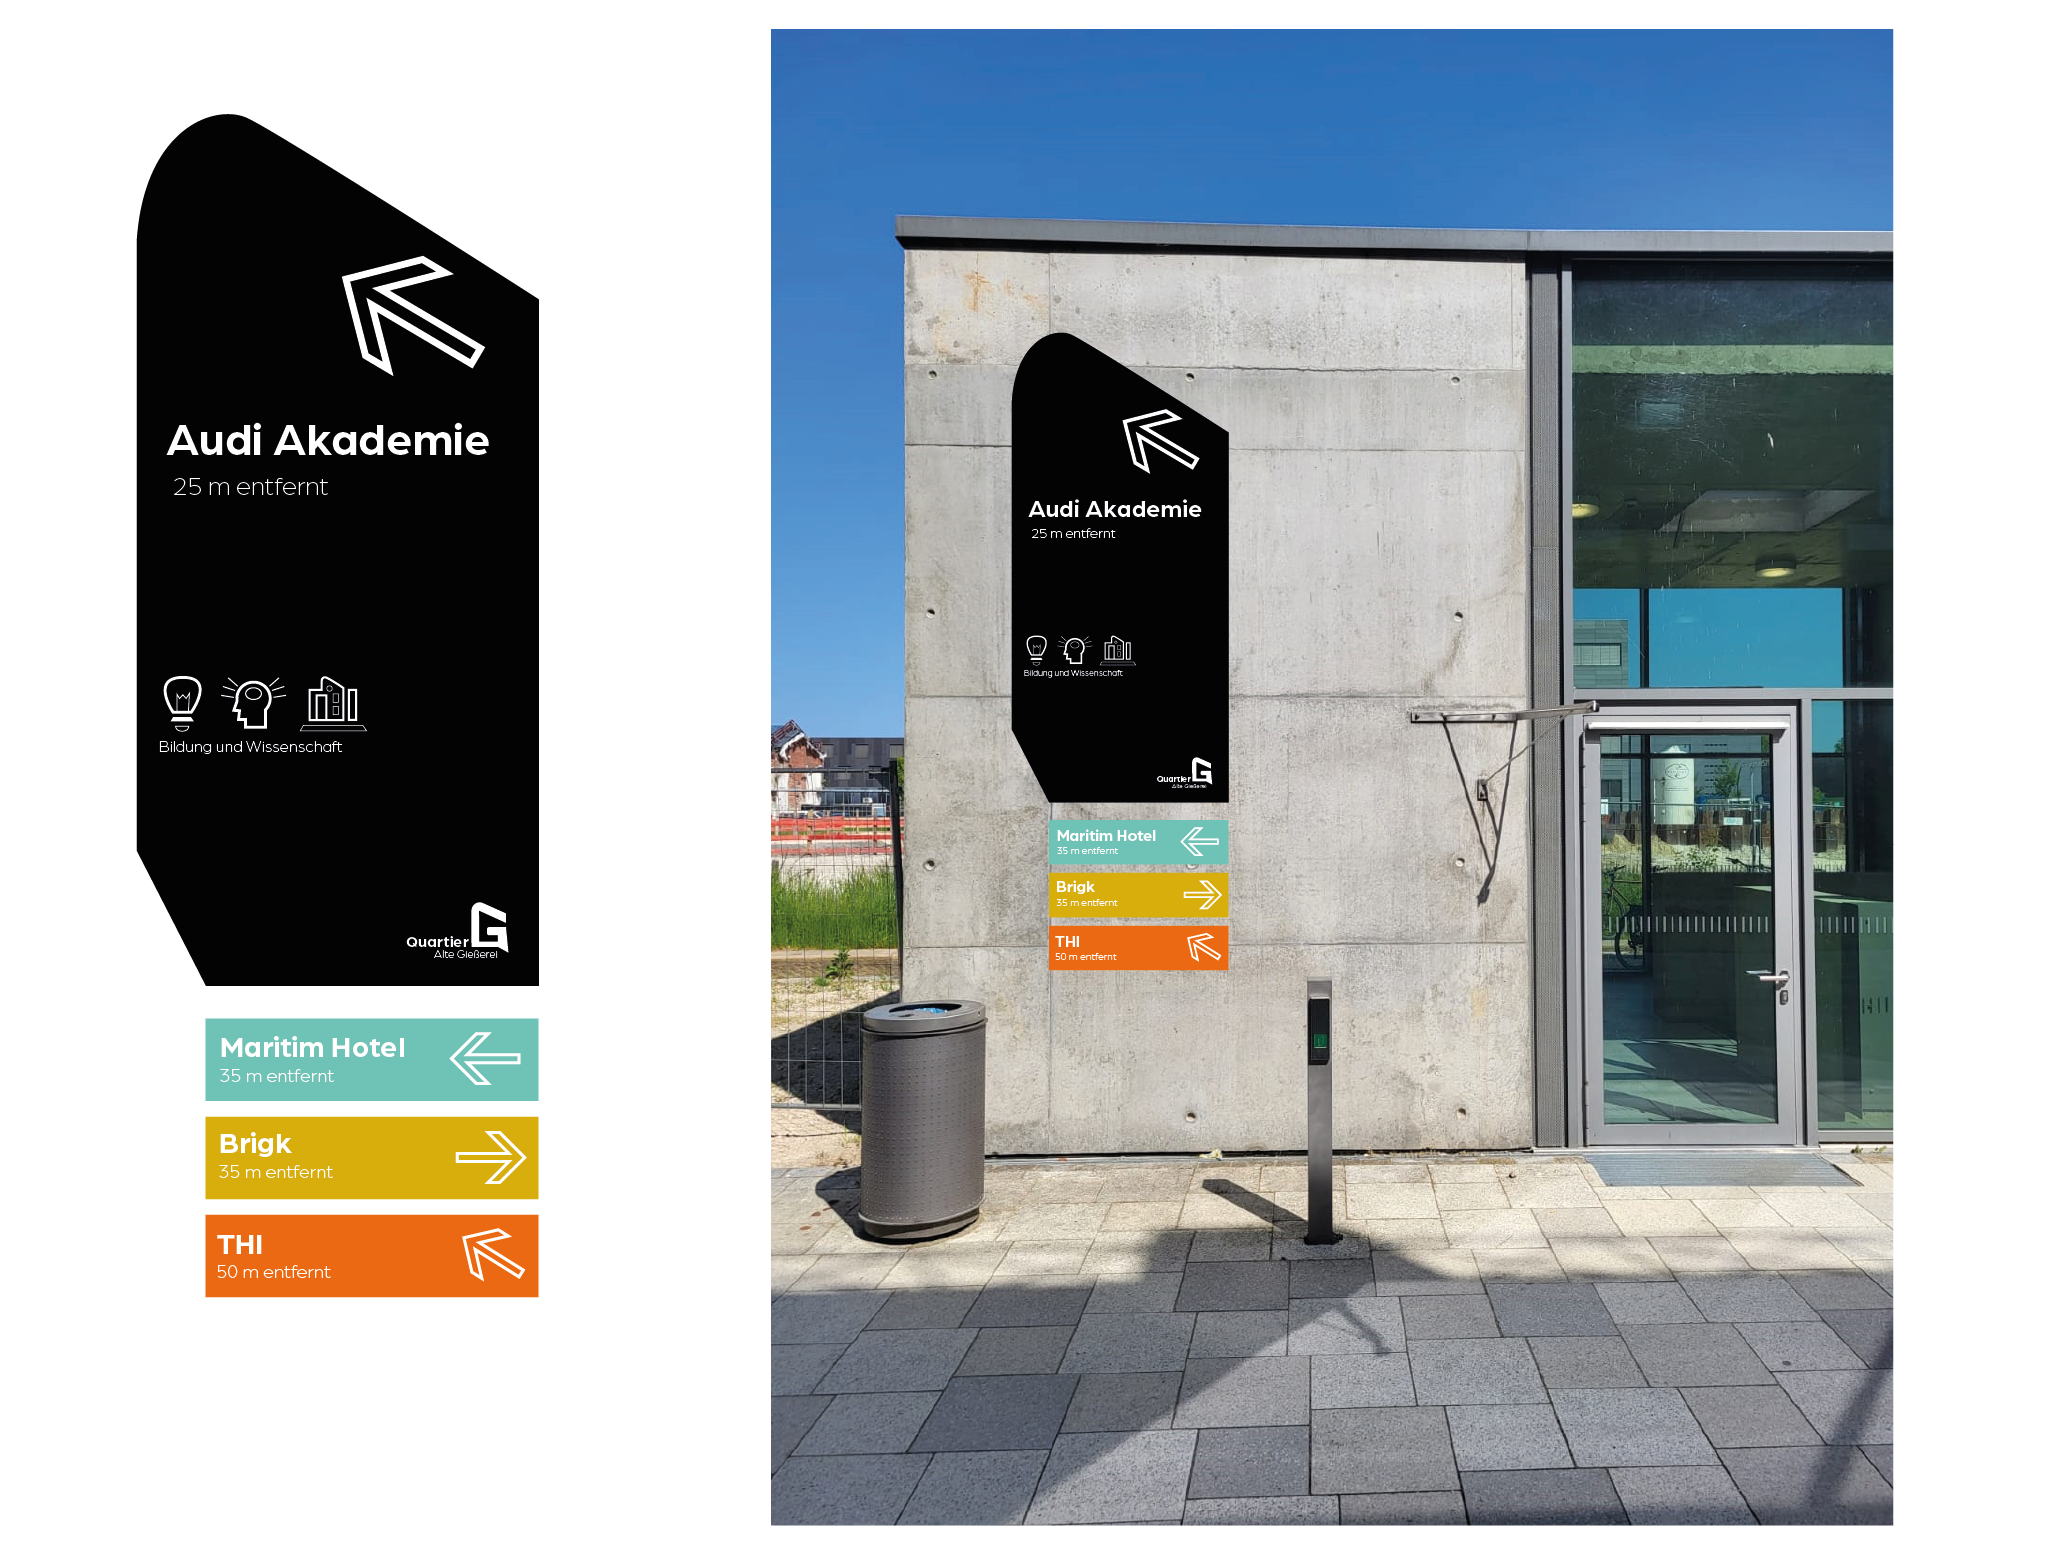 Audi Akademie
25 m entfernt
Bildung und Wissenschaft
Quartier G
Alte Gießerei
Maritim Hotel
35 m entfernt
Brigk
35 m entfernt
THI
50 m entfernt
Audi Akademie
25 m entfernt
Bildung und Wissenschaft
Quartier G
Alte Gießerei
Maritim Hotel
35 m entfernt
Brigk
35 m entfernt
THI
50 m entfernt